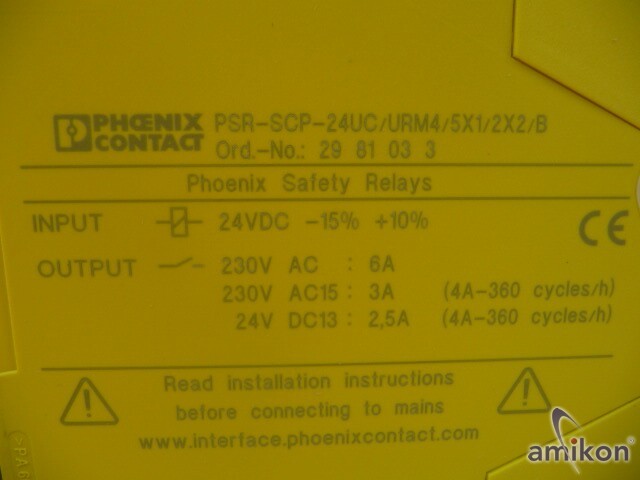 PHŒNIX CONTACT
PSR-SCP-24UC/URM4/5X1/2X2/B
Ord.-No.: 29 81 03 3
Phoenix Safety Relays
INPUT 24VDC -15% +10%
CE
OUTPUT 230V AC : 6A
230V AC15 : 3A (4A-360 cycles/h)
24V DC13 : 2,5A (4A-360 cycles/h)
Read installation instructions
before connecting to mains
www.interface.phoenixcontact.com
amikon®